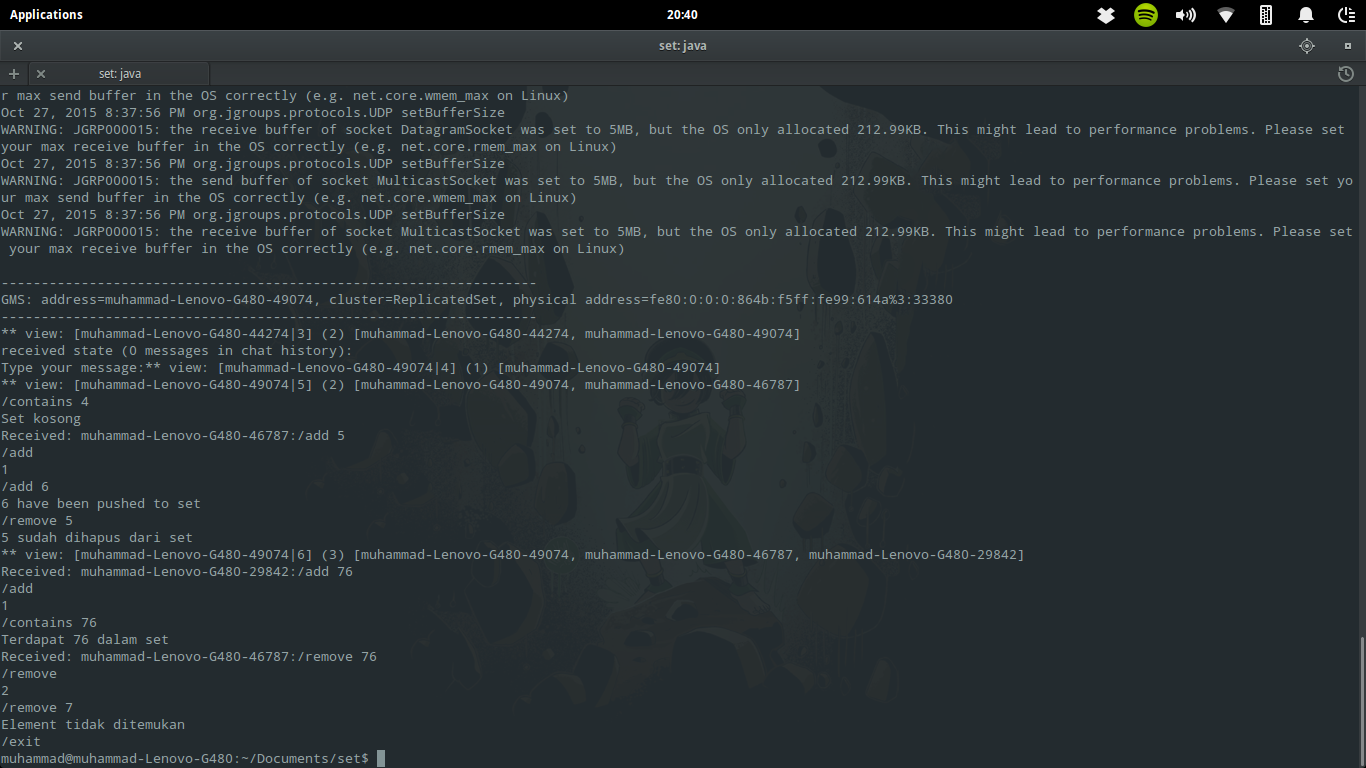 Applications
20:40
set: java
set: java
r max send buffer in the OS correctly (e.g. net.core.wmem_max on Linux)
Oct 27, 2015 8:37:56 PM org.jgroups.protocols.UDP setBufferSize
WARNING: JGRP000015: the receive buffer of socket DatagramSocket was set to 5MB, but the OS only allocated 212.99KB. This might lead to performance problems. Please set
your max receive buffer in the OS correctly (e.g. net.core.rmem_max on Linux)
Oct 27, 2015 8:37:56 PM org.jgroups.protocols.UDP setBufferSize
WARNING: JGRP000015: the send buffer of socket MulticastSocket was set to 5MB, but the OS only allocated 212.99KB. This might lead to performance problems. Please set yo
ur max send buffer in the OS correctly (e.g. net.core.wmem_max on Linux)
Oct 27, 2015 8:37:56 PM org.jgroups.protocols.UDP setBufferSize
WARNING: JGRP000015: the receive buffer of socket MulticastSocket was set to 5MB, but the OS only allocated 212.99KB. This might lead to performance problems. Please set
 your max receive buffer in the OS correctly (e.g. net.core.rmem_max on Linux)
-------------------------------------------------------------------
GMS: address=muhammad-Lenovo-G480-49074, cluster=ReplicatedSet, physical address=fe80:0:0:0:864b:f5ff:fe99:614a%3:33380
-------------------------------------------------------------------
** view: [muhammad-Lenovo-G480-44274|3] (2) [muhammad-Lenovo-G480-44274, muhammad-Lenovo-G480-49074]
received state (0 messages in chat history):
Type your message:** view: [muhammad-Lenovo-G480-49074|4] (1) [muhammad-Lenovo-G480-49074]
** view: [muhammad-Lenovo-G480-49074|5] (2) [muhammad-Lenovo-G480-49074, muhammad-Lenovo-G480-46787]
/contains 4
Set kosong
Received: muhammad-Lenovo-G480-46787:/add 5
/add
1
/add 6
6 have been pushed to set
/remove 5
5 sudah dihapus dari set
** view: [muhammad-Lenovo-G480-49074|6] (3) [muhammad-Lenovo-G480-49074, muhammad-Lenovo-G480-46787, muhammad-Lenovo-G480-29842]
Received: muhammad-Lenovo-G480-29842:/add 76
/add
1
/contains 76
Terdapat 76 dalam set
Received: muhammad-Lenovo-G480-46787:/remove 76
/remove
2
/remove 7
Element tidak ditemukan
/exit
muhammad@muhammad-Lenovo-G480:~/Documents/set$